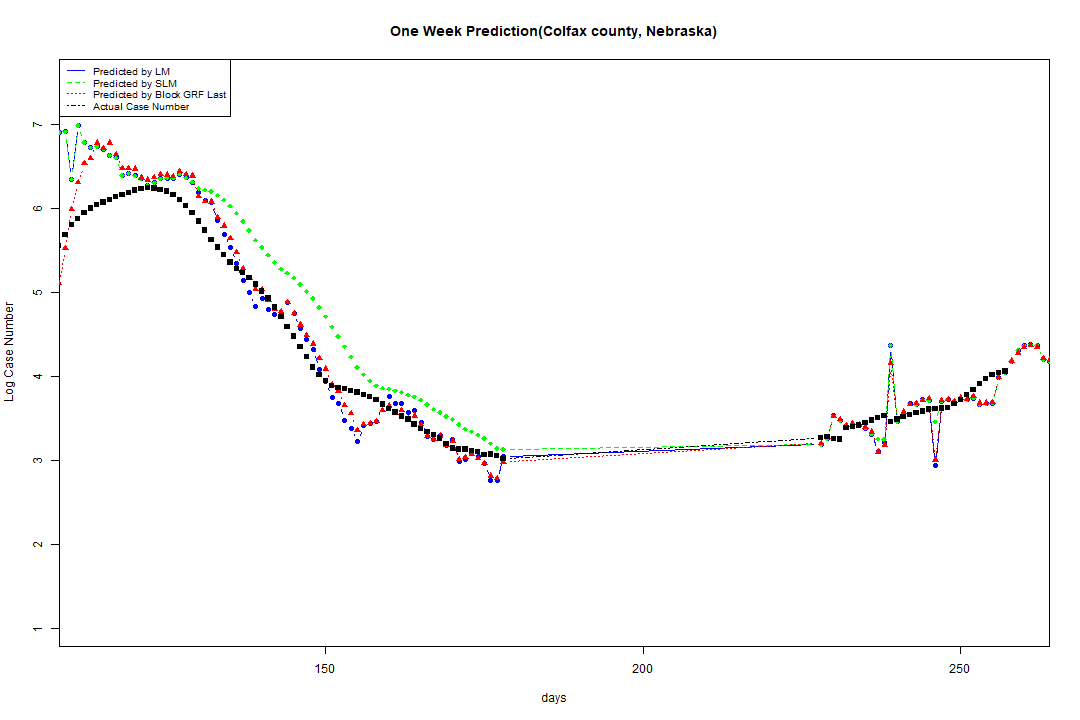 One Week Prediction(Colfax county, Nebraska)
Predicted by LM
Predicted by SLM
Predicted by Block GRF Last
Actual Case Number
7
6
5
4
3
2
1
Log Case Number
150
200
250
days